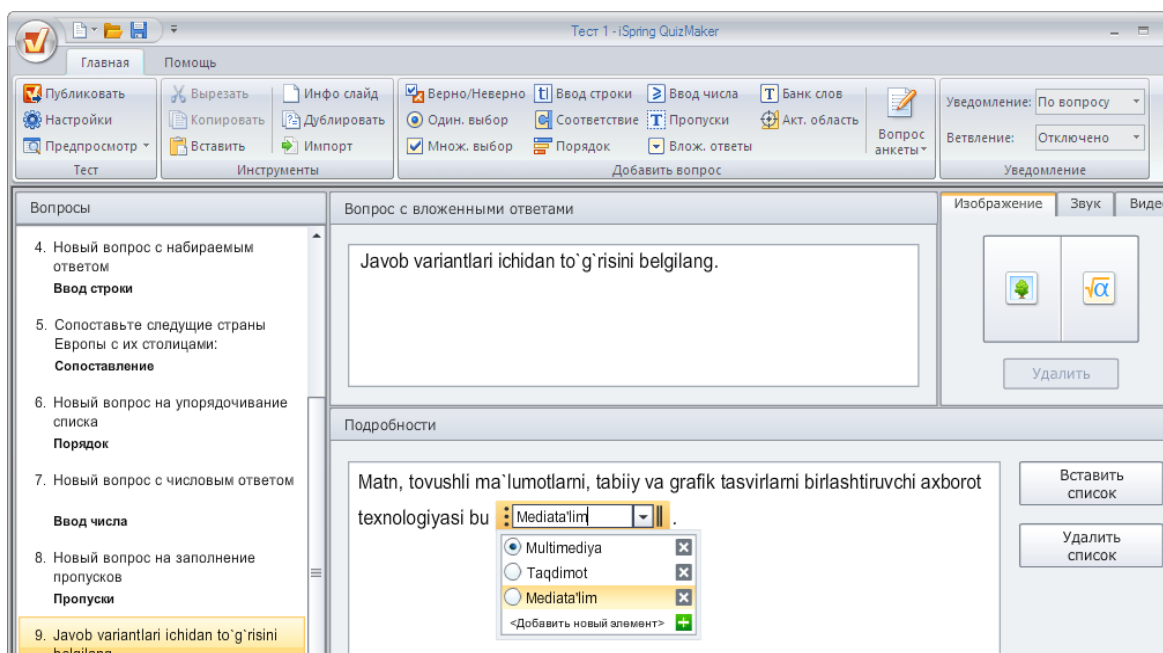 Тест 1 - iSpring QuizMaker
Главная Помощь
Публиковать Вырезать Инфо слайд Верно/Неверно Ввод строки Ввод числа Банк слов
Настройки Копировать Дублировать Один. выбор Соответствие Пропуски Акт. область
Предпросмотр Вставить Импорт Множ. выбор Порядок Влож. ответы
Вопрос анкеты
Уведомление: По вопросу
Ветвление: Отключено
Тест Инструменты Добавить вопрос Уведомление
Вопросы
4. Новый вопрос с набираемым
ответом
Ввод строки
5. Сопоставьте следущие страны
Европы с их столицами:
Сопоставление
6. Новый вопрос на упорядочивание
списка
Порядок
7. Новый вопрос с числовым ответом
Ввод числа
8. Новый вопрос на заполнение
пропусков
Пропуски
9. Javob variantlari ichidan to`g`risini
belgilang.
Вопрос с вложенными ответами
Javob variantlari ichidan to`g`risini belgilang.
Изображение Звук Видео
√α
Удалить
Подробности
Matn, tovushli ma`lumotlarni, tabiiy va grafik tasvirlarni birlashtiruvchi axborot
texnologiyasi bu Mediata'lim .
Multimediya
Taqdimot
Mediata'lim
<Добавить новый элемент>
Вставить
список
Удалить
список